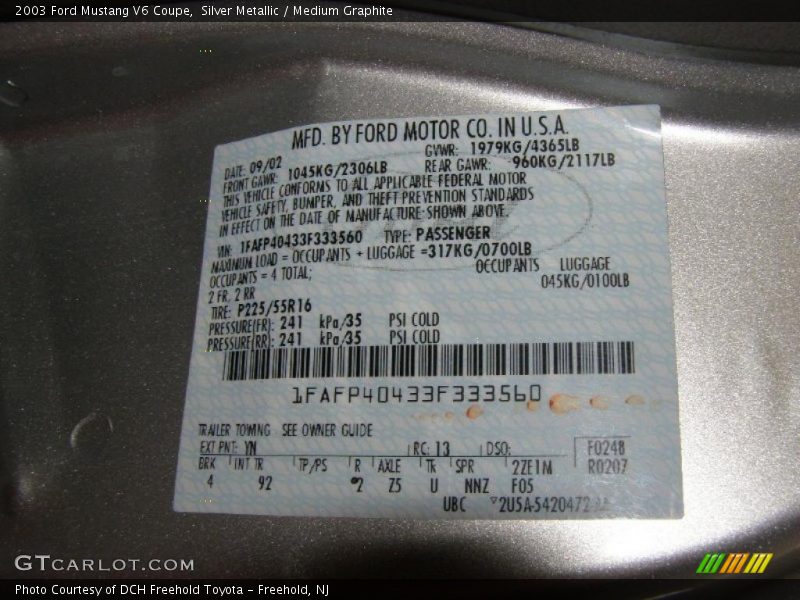 2003 Ford Mustang V6 Coupe,  Silver Metallic / Medium Graphite
MFD. BY FORD MOTOR CO. IN U.S.A.
DATE: 09/02 GVWR: 1979KG/4365LB
FRONT GAWR: 1045KG/2306LB REAR GAWR: 960KG/2117LB
THIS VEHICLE CONFORMS TO ALL APPLICABLE FEDERAL MOTOR
VEHICLE SAFETY, BUMPER, AND THEFT PREVENTION STANDARDS
IN EFFECT ON THE DATE OF MANUFACTURE SHOWN ABOVE.
VIN: 1FAFP40433F333560 TYPE: PASSENGER
MAXIMUM LOAD = OCCUPANTS + LUGGAGE =317KG/0700LB
OCCUPANTS = 4 TOTAL; OCCUPANTS LUGGAGE
2 FR, 2 RR 045KG/0100LB
TIRE: P225/55R16
PRESSURE(FR): 241 kPa/35 PSI COLD
PRESSURE(RR): 241 kPa/35 PSI COLD
1FAFP40433F333560
TRAILER TOWING SEE OWNER GUIDE
EXT PNT: YN RC: 13 DSO: F0248
BRK INT TR TP/PS R AXLE TR SPR 2ZE1M R0207
4 92 2 Z5 U NNZ F05
UBC 2U5A-5420472-
GTCARLOT.COM
Photo Courtesy of DCH Freehold Toyota - Freehold, NJ